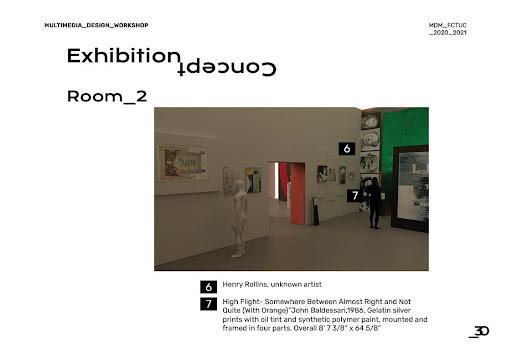 MULTIMEDIA_DESIGN_WORKSHOP
MDM_FCTUC
_2020_2021
Exhibition
Concept
Room_2
6
7
6 Henry Rollins, unknown artist
7 High Flight- Somewhere Between Almost Right and Not
Quite (With Orange)"John Baldessari,1986. Gelatin silver
prints with oil tint and synthetic polymer paint, mounted and
framed in four parts. Overall 8' 7 3/8" x 64 5/8"
_30